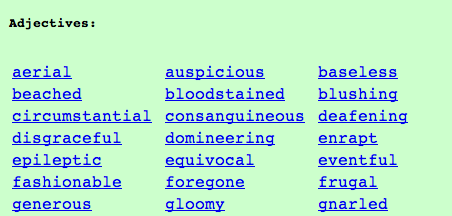 Adjectives:
aerial auspicious baseless
beached bloodstained blushing
circumstantial consanguineous deafening
disgraceful domineering enrapt
epileptic equivocal eventful
fashionable foregone frugal
generous gloomy gnarled